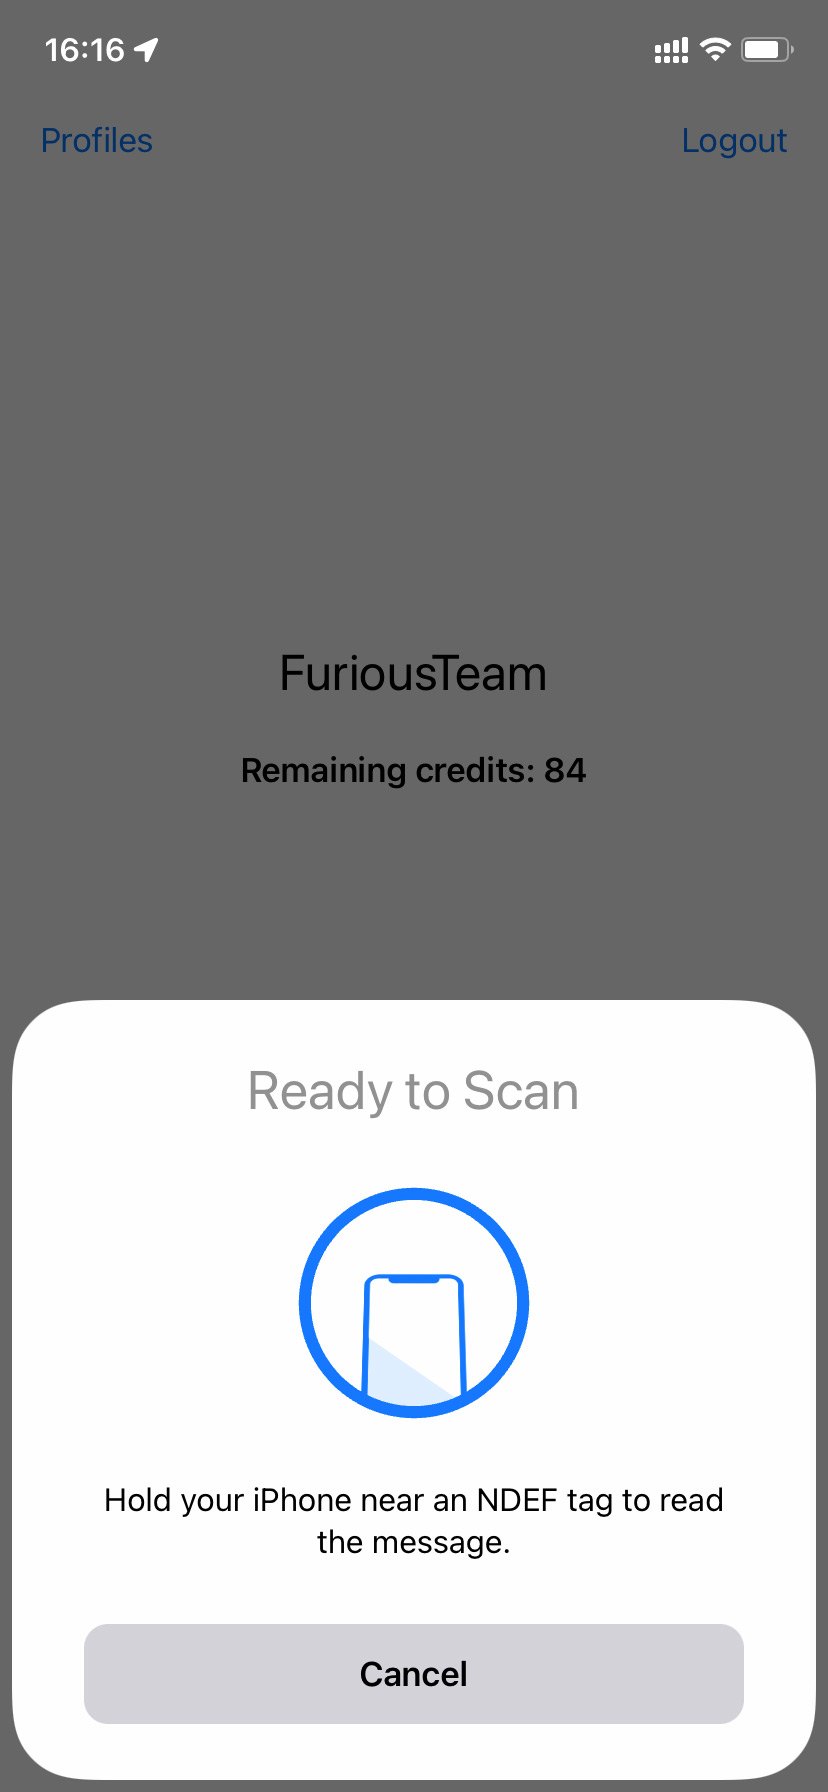 16:16
Profiles
Logout
FuriousTeam
Remaining credits: 84
Ready to Scan
Hold your iPhone near an NDEF tag to read
the message.
Cancel